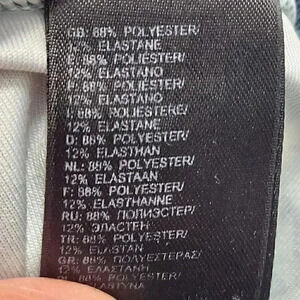 GB: 88% POLYESTER/
12% ELASTANE
E: 88% POLIESTER/
12% ELASTANO
P: 88% POLIESTER/
12% ELASTANO
I: 88% POLIESTERE/
12% ELASTANE
D: 88% POLYESTER/
12% ELASTHAN
NL: 88% POLYESTER/
12% ELASTAAN
F: 88% POLYESTER/
12% ELASTHANNE
RU: 88% ПОЛИЭСТЕР/
12% ЭЛАСТЕН
TR: 88% POLYESTER/
12% ELASTAN
GR: 88% ΠΟΛΥΕΣΤΕΡΑΣ/
12% ΕΛΑΣΤΑΝΗ
88% POLYESTER/